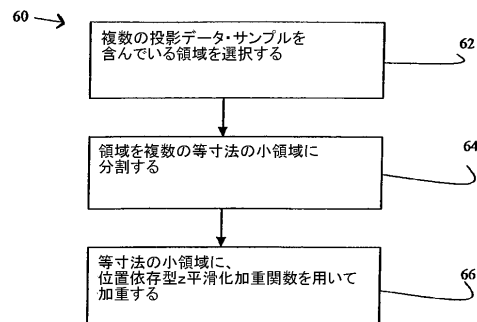 60
複数の投影データ・サンプルを
含んでいる領域を選択する
62
領域を複数の等寸法の小領域に
分割する
64
等寸法の小領域に、
位置依存型z平滑化加重関数を用いて
加重する
66